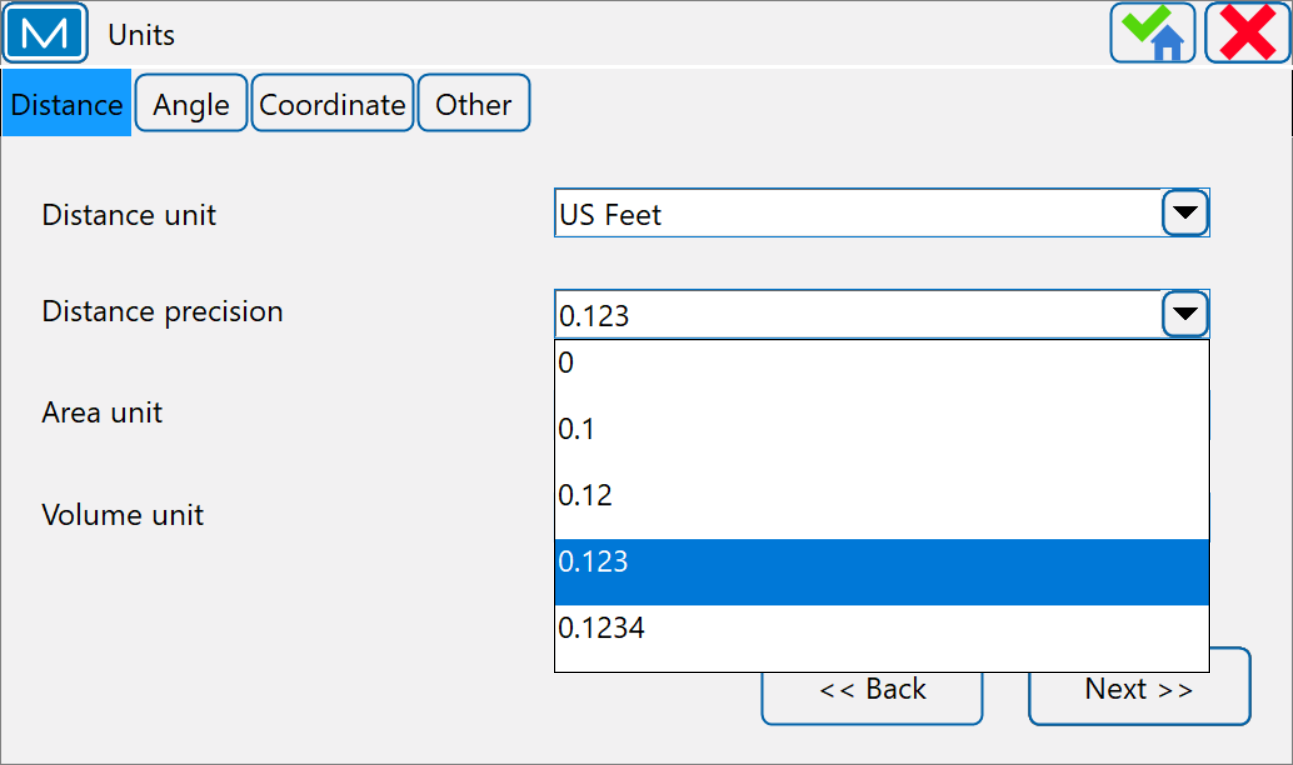 M Units
Distance Angle Coordinate Other
Distance unit US Feet
Distance precision 0.123
0
Area unit
0.1
0.12
Volume unit
0.123
0.1234
<< Back Next >>